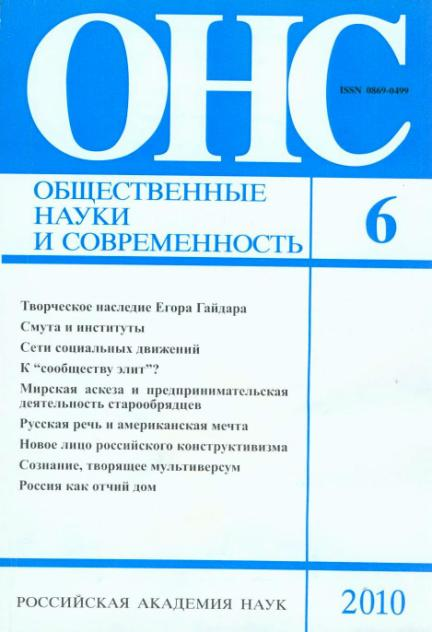 ОНС
ISSN 0869-0499
ОБЩЕСТВЕННЫЕ
НАУКИ
И СОВРЕМЕННОСТЬ
6
Творческое наследие Егора Гайдара
Смута и институты
Сети социальных движений
К “сообществу элит”?
Мирская аскеза и предпринимательская
деятельность старообрядцев
Русская речь и американская мечта
Новое лицо российского конструктивизма
Сознание, творящее мультиверсум
Россия как отчий дом
РОССИЙСКАЯ АКАДЕМИЯ НАУК
2010